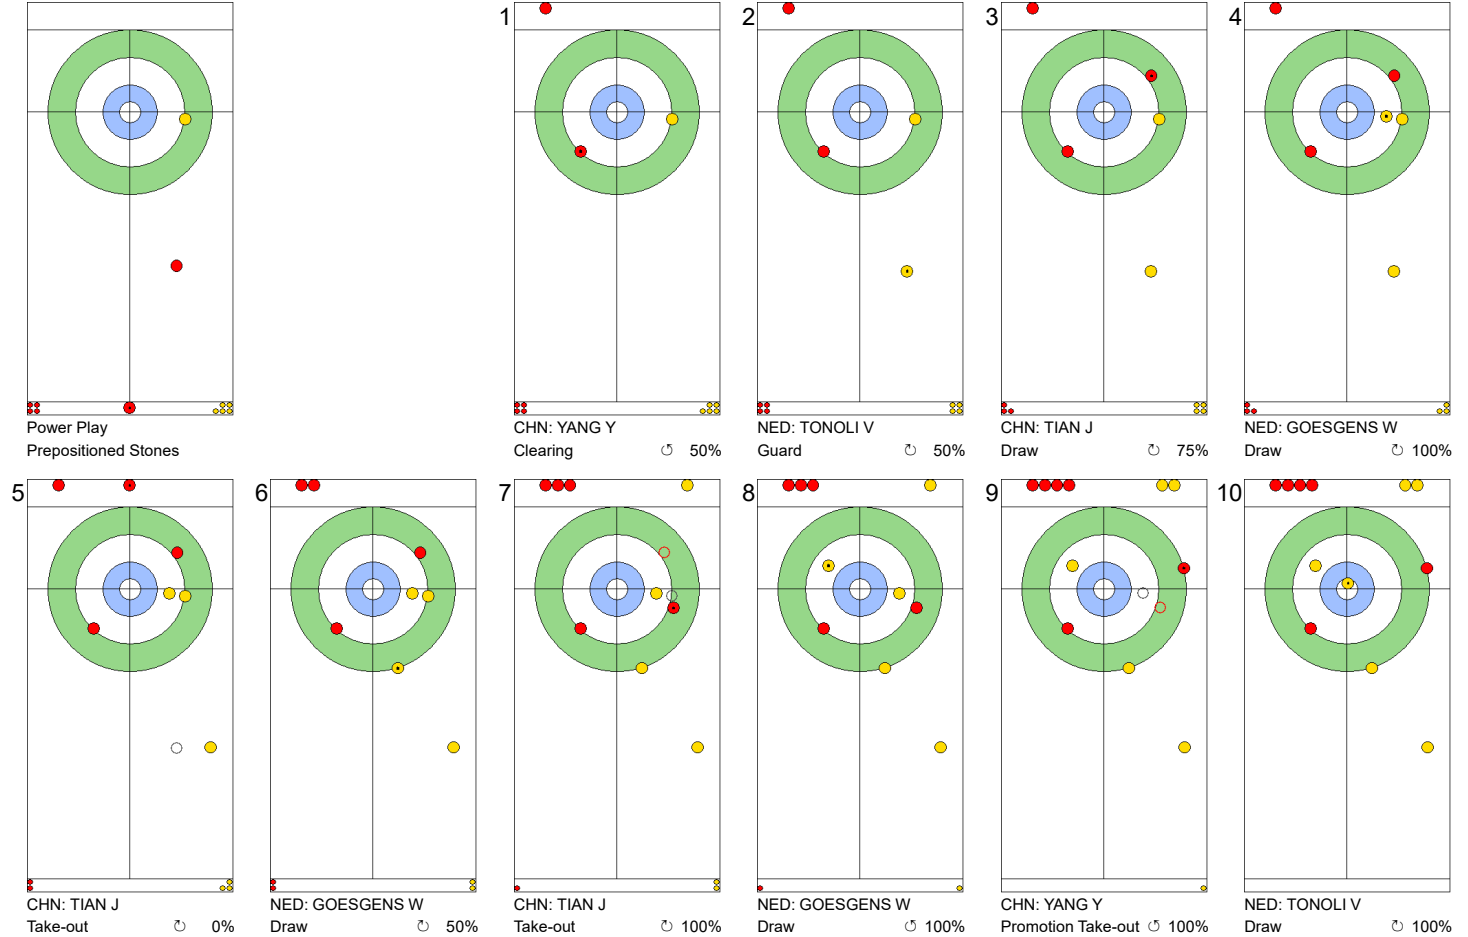 Power Play
Prepositioned Stones
1
CHN: YANG Y
Clearing ↺ 50%
2
NED: TONOLI V
Guard ↻ 50%
3
CHN: TIAN J
Draw ↻ 75%
4
NED: GOESGENS W
Draw ↻ 100%
5
CHN: TIAN J
Take-out ↻ 0%
6
NED: GOESGENS W
Draw ↻ 50%
7
CHN: TIAN J
Take-out ↻ 100%
8
NED: GOESGENS W
Draw ↺ 100%
9
CHN: YANG Y
Promotion Take-out ↺ 100%
10
NED: TONOLI V
Draw ↻ 100%